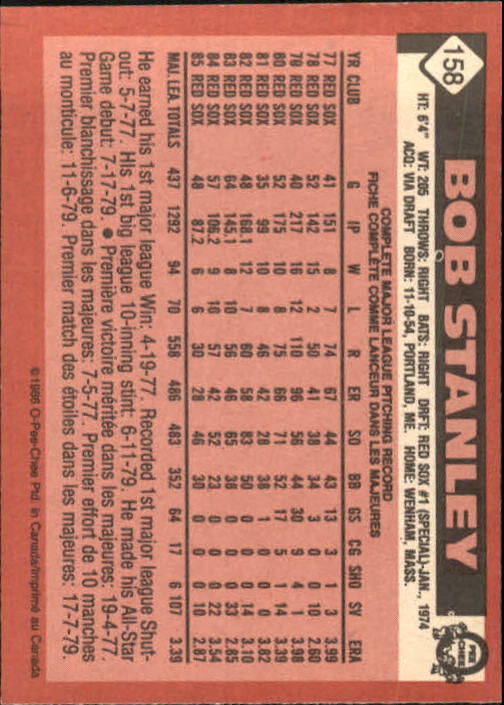 158
BOB STANLEY
O
PEE
CHEE
HT: 6'4" WT: 205 THROWS: RIGHT BATS: RIGHT DRFT: RED SOX #1 (SPECIAL)-JAN., 1974
ACQ: VIA DRAFT BORN: 11-10-54, PORTLAND, ME. HOME: WENHAM, MASS.
COMPLETE MAJOR LEAGUE PITCHING RECORD
FICHE COMPLÈTE COMME LANCEUR DANS LES MAJEURES
YR CLUB G IP W L R ER SO BB GS CG SHO SV ERA
77 RED SOX 41 151 8 7 74 67 44 43 13 3 1 3 3.99
78 RED SOX 52 142 15 2 50 41 38 34 3 0 0 10 2.60
79 RED SOX 40 217 16 12 110 96 56 44 30 9 4 1 3.98
80 RED SOX 52 175 10 8 75 66 71 52 17 5 1 14 3.39
81 RED SOX 35 99 10 8 46 42 28 38 1 0 0 0 3.82
82 RED SOX 48 168.1 12 7 60 58 83 50 0 0 0 14 3.10
83 RED SOX 64 145.1 8 10 56 46 65 38 0 0 0 33 2.85
84 RED SOX 57 106.2 9 10 57 42 52 23 0 0 0 22 3.54
85 RED SOX 48 87.2 6 6 30 28 46 30 0 0 0 10 2.87
MAJ. LEA. TOTALS 437 1292 94 70 558 486 483 352 64 17 6 107 3.39
He earned his 1st major league Win: 4-19-77. Recorded 1st major league Shut-
out: 5-7-77. His 1st big league 10-inning stint: 6-11-79. He made his All-Star
Game debut: 7-17-79. ● Première victoire méritée dans les majeures: 19-4-77.
Premier blanchissage dans les majeures: 7-5-77. Premier effort de 10 manches
au monticule: 11-6-79. Premier match des étoiles dans les majeures: 17-7-79.
©1986 O-Pee-Chee Ptd. in Canada/Imprimé au Canada